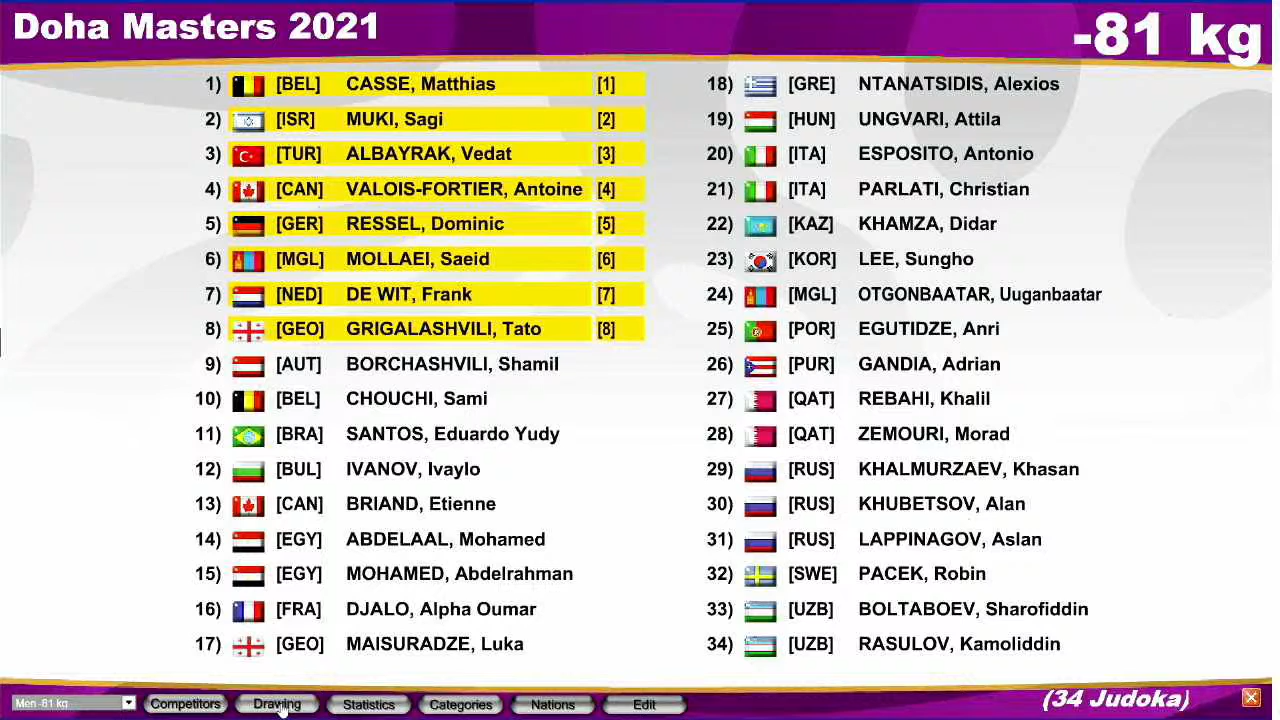 Doha Masters 2021
-81 kg
1) [BEL] CASSE, Matthias [1]
2) [ISR] MUKI, Sagi [2]
3) [TUR] ALBAYRAK, Vedat [3]
4) [CAN] VALOIS-FORTIER, Antoine [4]
5) [GER] RESSEL, Dominic [5]
6) [MGL] MOLLAEI, Saeid [6]
7) [NED] DE WIT, Frank [7]
8) [GEO] GRIGALASHVILI, Tato [8]
9) [AUT] BORCHASHVILI, Shamil
10) [BEL] CHOUCHI, Sami
11) [BRA] SANTOS, Eduardo Yudy
12) [BUL] IVANOV, Ivaylo
13) [CAN] BRIAND, Etienne
14) [EGY] ABDELAAL, Mohamed
15) [EGY] MOHAMED, Abdelrahman
16) [FRA] DJALO, Alpha Oumar
17) [GEO] MAISURADZE, Luka
18) [GRE] NTANATSIDIS, Alexios
19) [HUN] UNGVARI, Attila
20) [ITA] ESPOSITO, Antonio
21) [ITA] PARLATI, Christian
22) [KAZ] KHAMZA, Didar
23) [KOR] LEE, Sungho
24) [MGL] OTGONBAATAR, Uuganbaatar
25) [POR] EGUTIDZE, Anri
26) [PUR] GANDIA, Adrian
27) [QAT] REBAHI, Khalil
28) [QAT] ZEMOURI, Morad
29) [RUS] KHALMURZAEV, Khasan
30) [RUS] KHUBETSOV, Alan
31) [RUS] LAPPINAGOV, Aslan
32) [SWE] PACEK, Robin
33) [UZB] BOLTABOEV, Sharofiddin
34) [UZB] RASULOV, Kamoliddin
Men -81 kg Competitors Drawing Statistics Categories Nations Edit (34 Judoka)